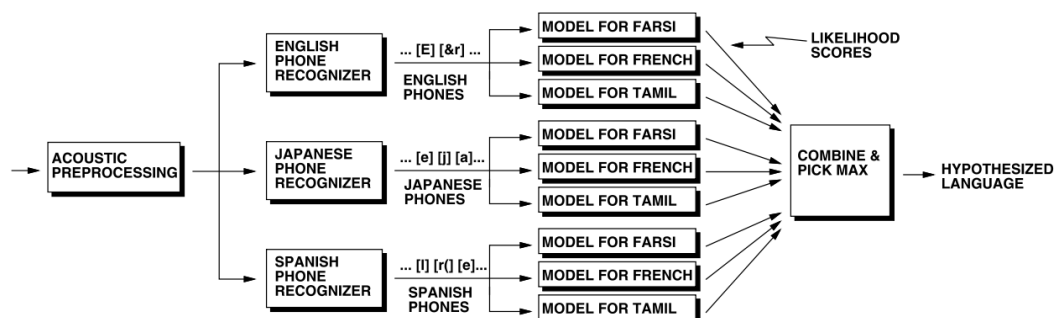 ACOUSTIC
PREPROCESSING
ENGLISH
PHONE
RECOGNIZER
... [E] [&r] ...
ENGLISH
PHONES
MODEL FOR FARSI
MODEL FOR FRENCH
MODEL FOR TAMIL
JAPANESE
PHONE
RECOGNIZER
... [e] [j] [a]...
JAPANESE
PHONES
MODEL FOR FARSI
MODEL FOR FRENCH
MODEL FOR TAMIL
SPANISH
PHONE
RECOGNIZER
... [l] [r(] [e]...
SPANISH
PHONES
MODEL FOR FARSI
MODEL FOR FRENCH
MODEL FOR TAMIL
LIKELIHOOD
SCORES
COMBINE &
PICK MAX
HYPOTHESIZED
LANGUAGE